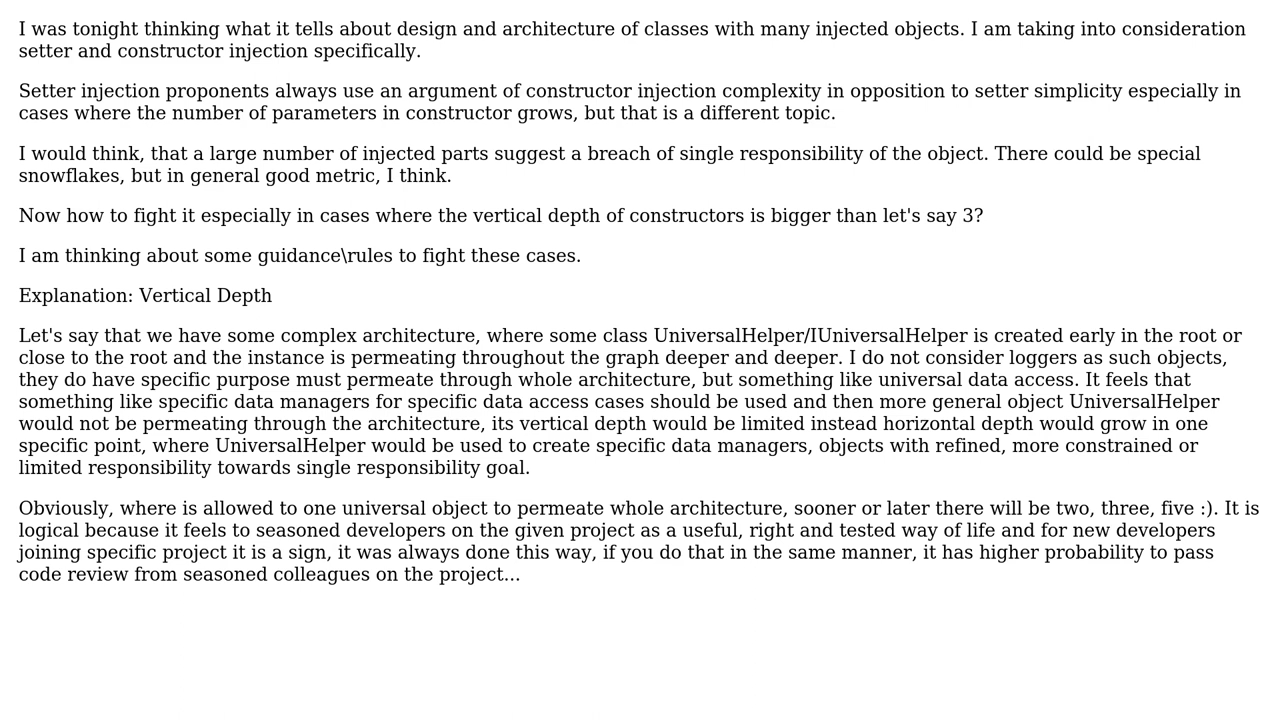 I was tonight thinking what it tells about design and architecture of classes with many injected objects. I am taking into consideration
setter and constructor injection specifically.
Setter injection proponents always use an argument of constructor injection complexity in opposition to setter simplicity especially in
cases where the number of parameters in constructor grows, but that is a different topic.
I would think, that a large number of injected parts suggest a breach of single responsibility of the object. There could be special
snowflakes, but in general good metric, I think.
Now how to fight it especially in cases where the vertical depth of constructors is bigger than let's say 3?
I am thinking about some guidance\rules to fight these cases.
Explanation: Vertical Depth
Let's say that we have some complex architecture, where some class UniversalHelper/IUniversalHelper is created early in the root or
close to the root and the instance is permeating throughout the graph deeper and deeper. I do not consider loggers as such objects,
they do have specific purpose must permeate through whole architecture, but something like universal data access. It feels that
something like specific data managers for specific data access cases should be used and then more general object UniversalHelper
would not be permeating through the architecture, its vertical depth would be limited instead horizontal depth would grow in one
specific point, where UniversalHelper would be used to create specific data managers, objects with refined, more constrained or
limited responsibility towards single responsibility goal.
Obviously, where is allowed to one universal object to permeate whole architecture, sooner or later there will be two, three, five :). It is
logical because it feels to seasoned developers on the given project as a useful, right and tested way of life and for new developers
joining specific project it is a sign, it was always done this way, if you do that in the same manner, it has higher probability to pass
code review from seasoned colleagues on the project...